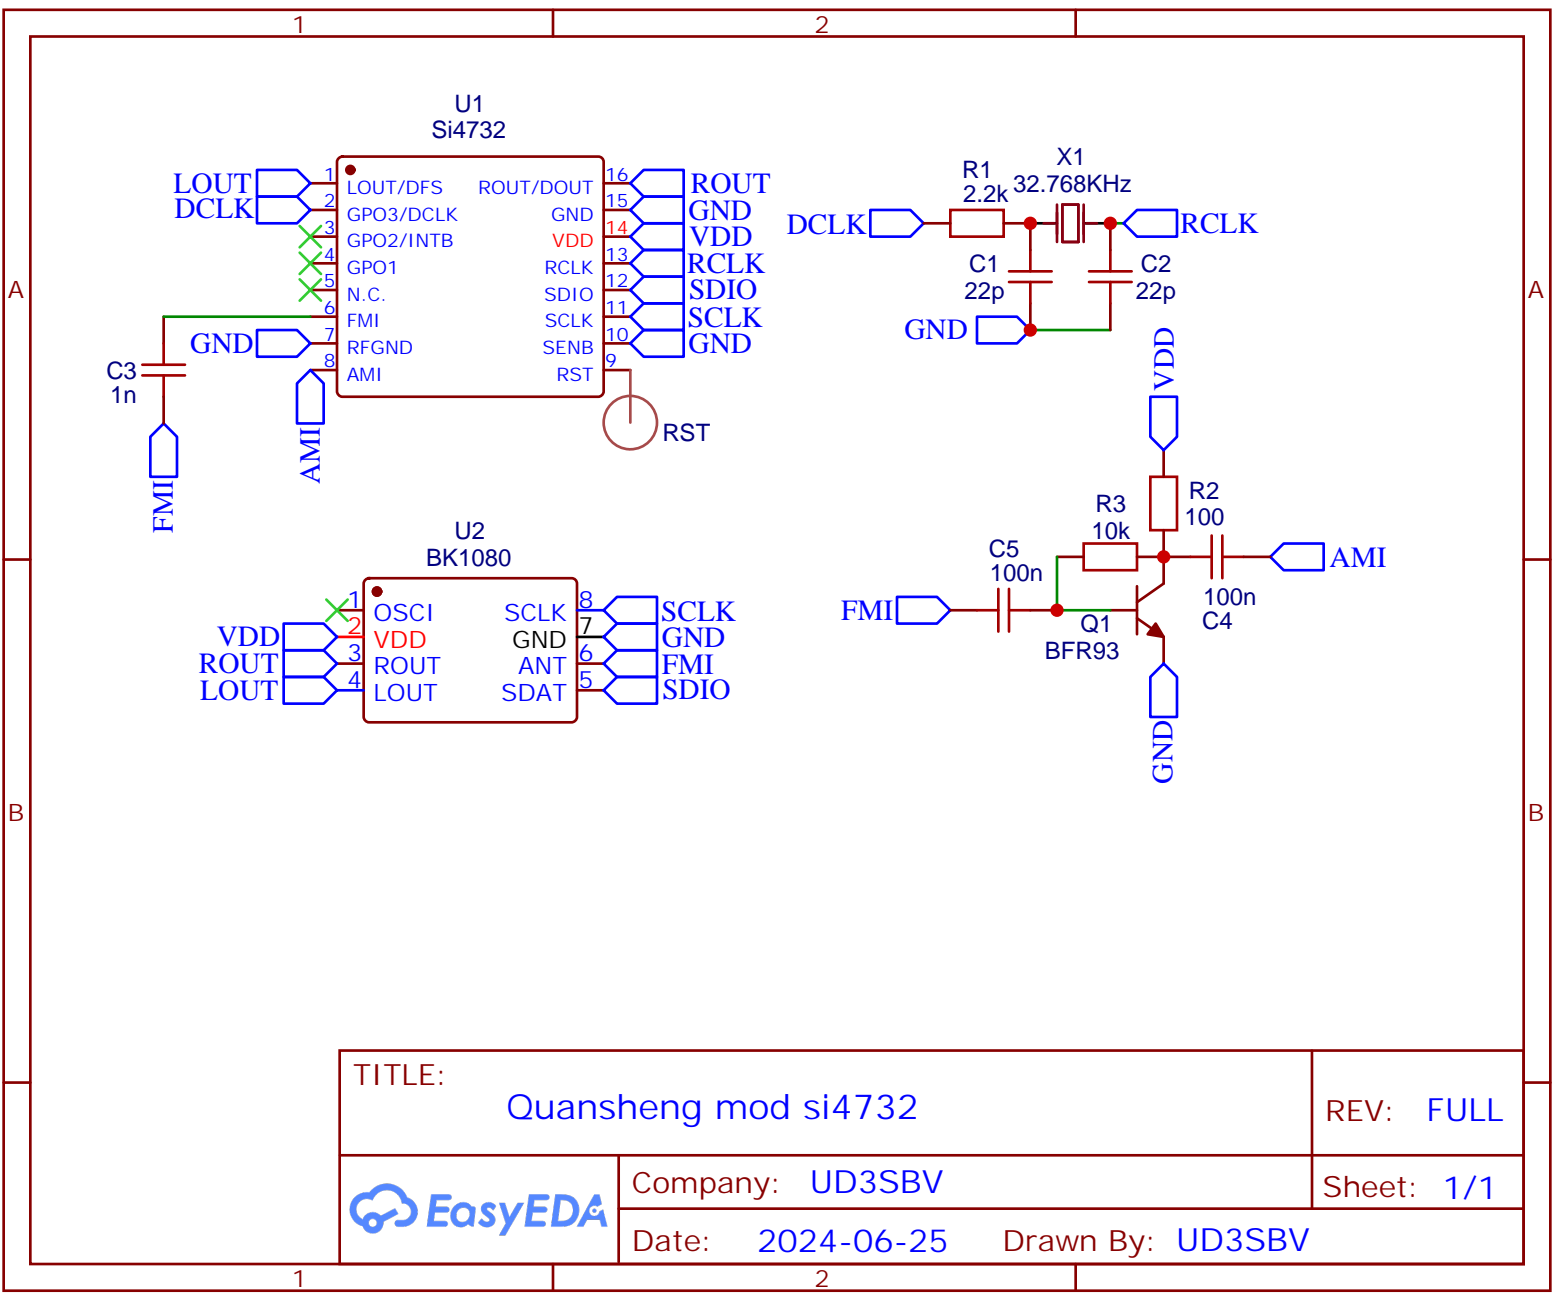 1 2
A A
B B
U1
Si4732
LOUT 1 LOUT/DFS ROUT/DOUT 16 ROUT
DCLK 2 GPO3/DCLK GND 15 GND
3 GPO2/INTB VDD 14 VDD
4 GPO1 RCLK 13 RCLK
5 N.C. SDIO 12 SDIO
6 FMI SCLK 11 SCLK
GND 7 RFGND SENB 10 GND
8 AMI RST 9
C3
1n
FMI
AMI
RST
R1
2.2k
X1
32.768KHz
DCLK RCLK
C1
22p
C2
22p
GND
VDD
R2
100
R3
10k
C5
100n
FMI
AMI
100n
C4
Q1
BFR93
GND
U2
BK1080
1 OSCI SCLK 8 SCLK
VDD 2 VDD GND 7 GND
ROUT 3 ROUT ANT 6 FMI
LOUT 4 LOUT SDAT 5 SDIO
TITLE:
Quansheng mod si4732
REV: FULL
EasyEDA
Company: UD3SBV
Sheet: 1/1
Date: 2024-06-25 Drawn By: UD3SBV
1 2